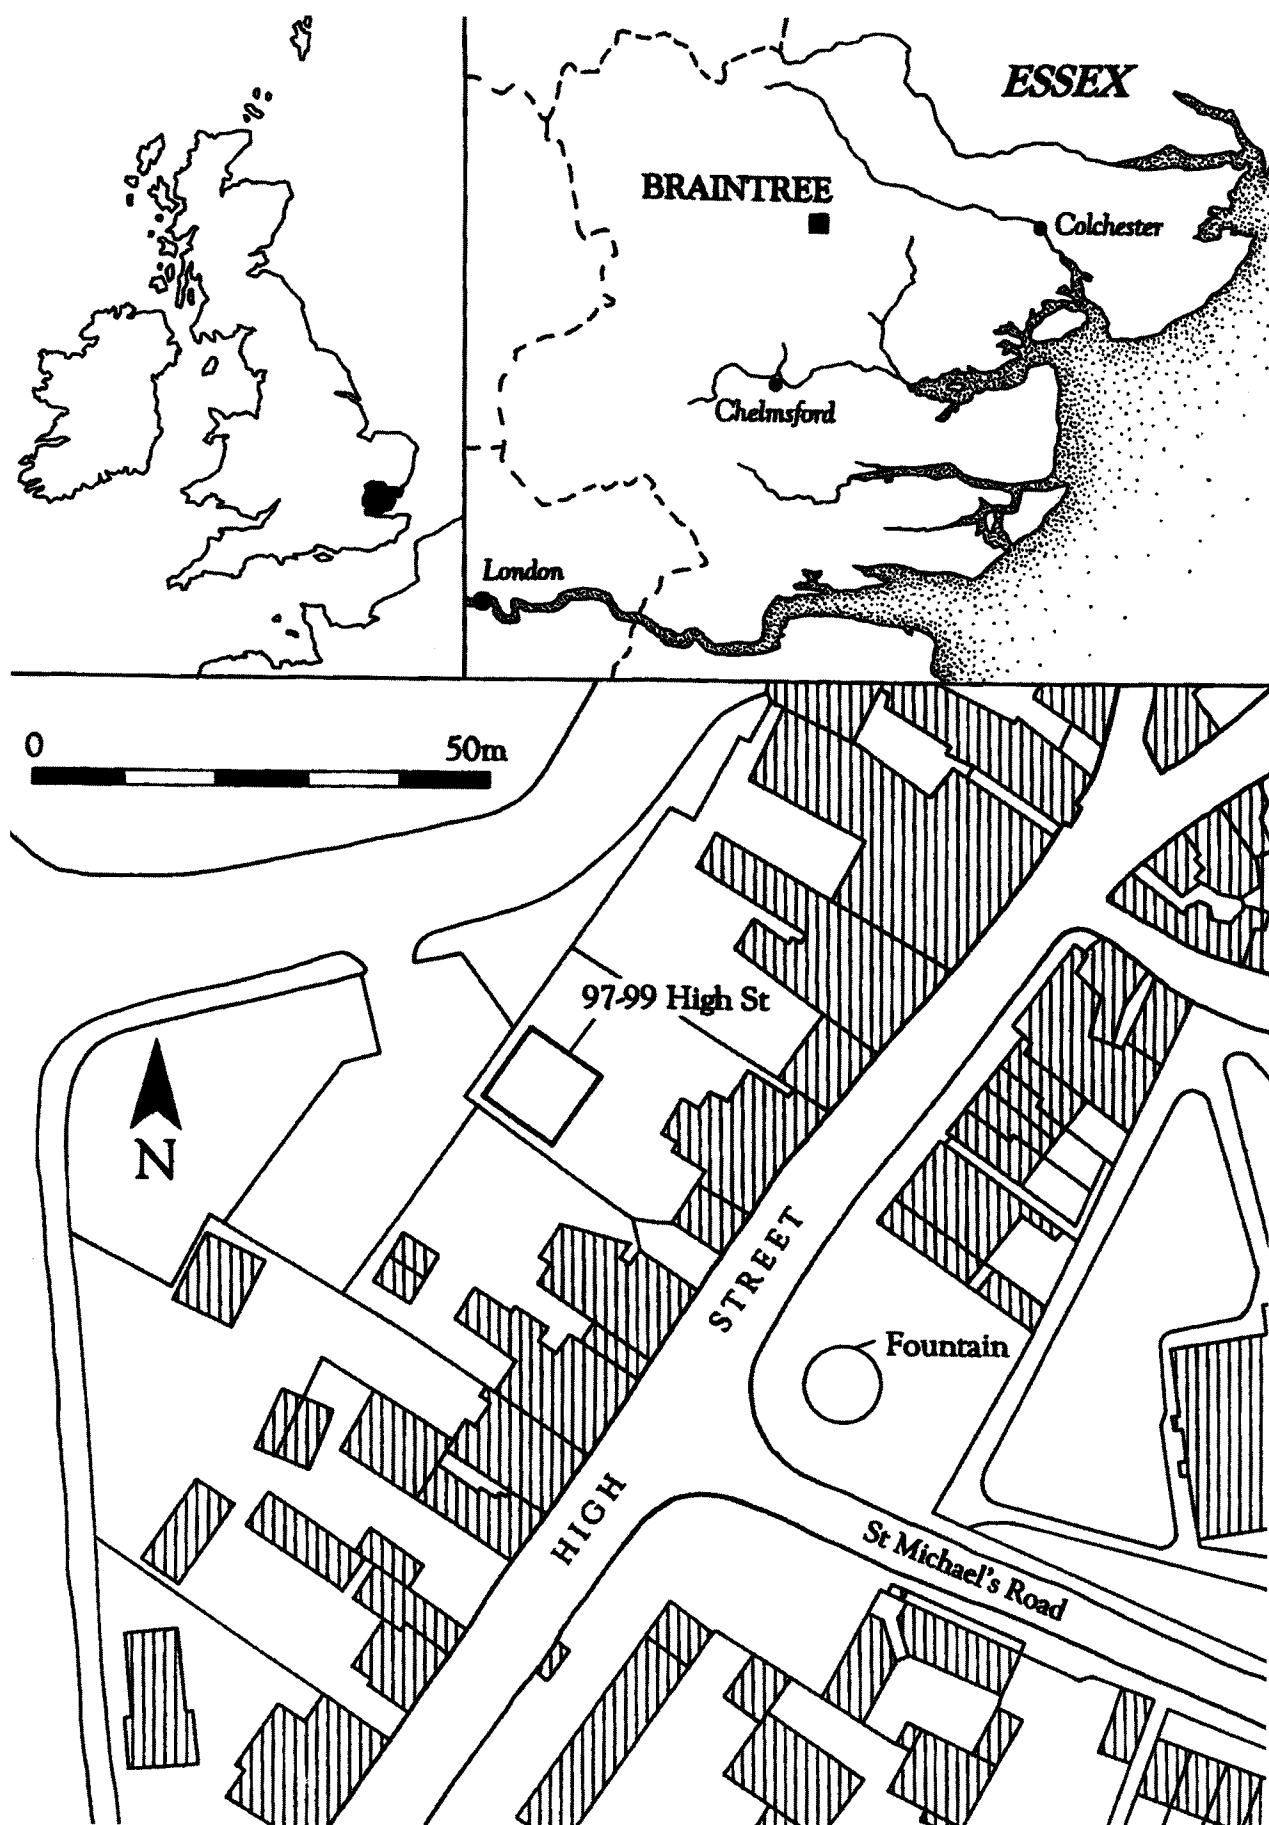 ESSEX
BRAINTREE
Colchester
Chelmsford
London
0
50m
97-99 High St
N
HIGH STREET
Fountain
St Michael's Road